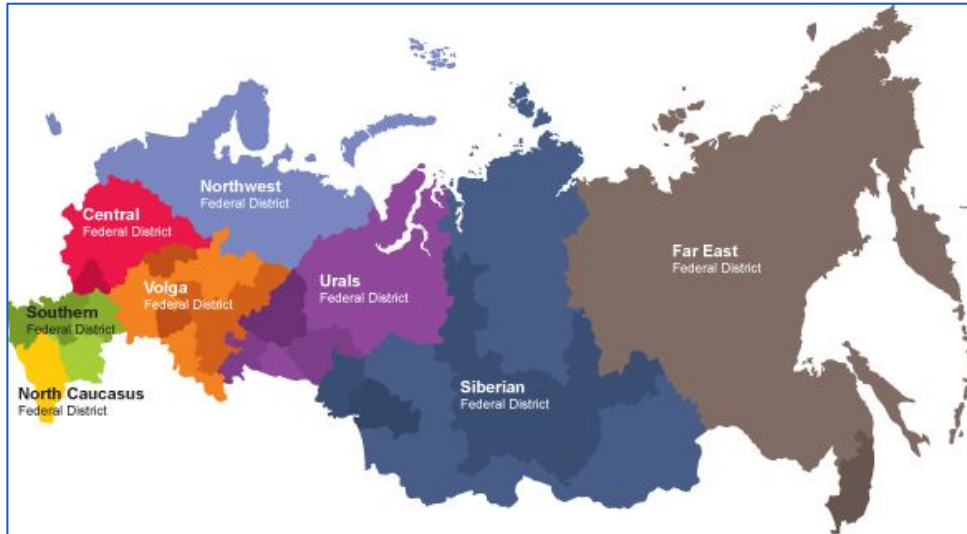 Northwest
Federal District
Central
Federal District
Far East
Federal District
Urals
Federal District
Volga
Federal District
Southern
Federal District
North Caucasus
Federal District
Siberian
Federal District